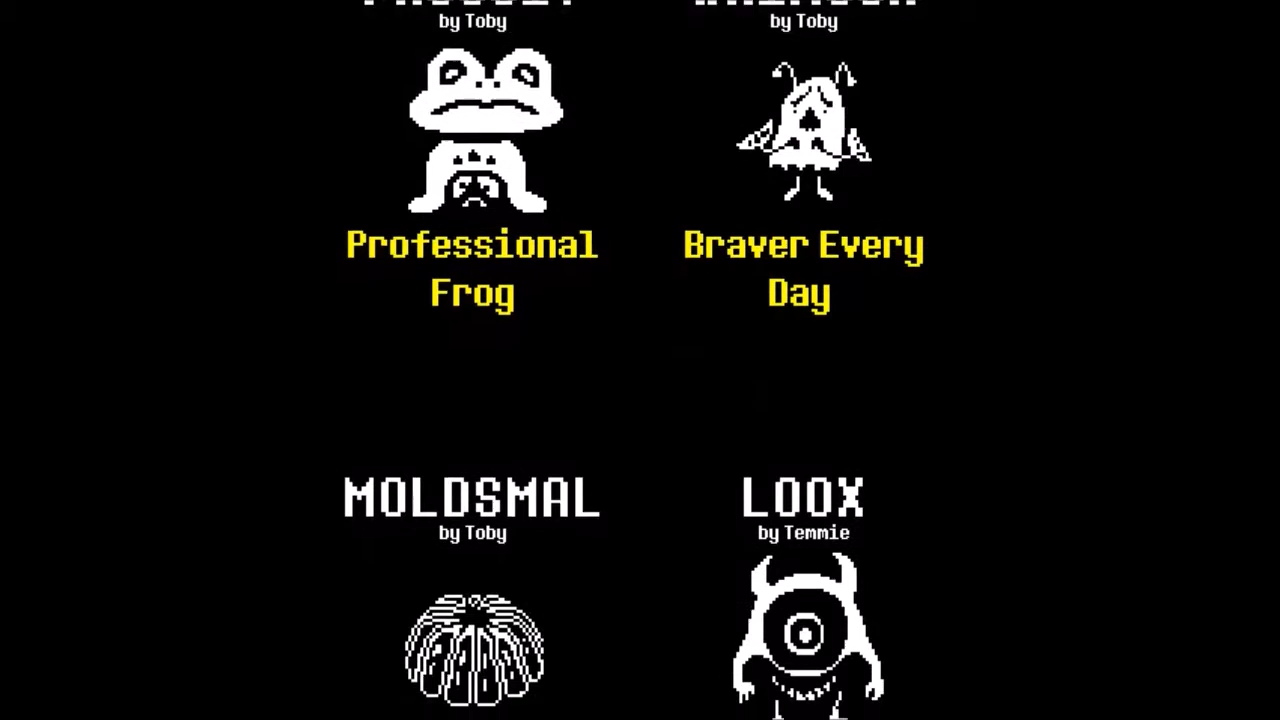 by Toby
by Toby
Professional
Frog
Braver Every
Day
MOLDSMAL
by Toby
LOOX
by Temmie